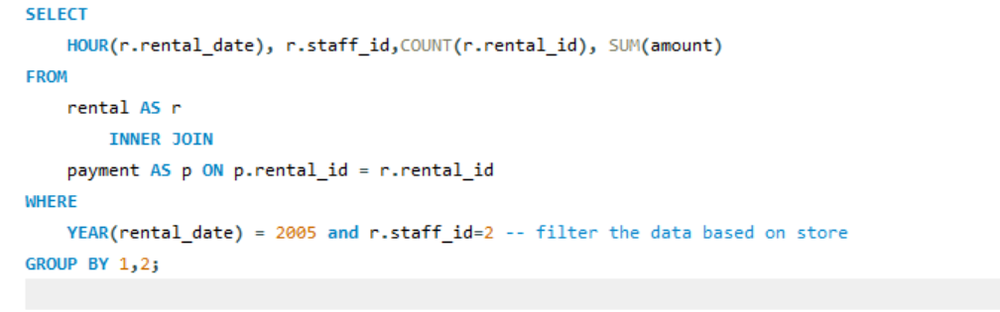 SELECT
HOUR(r.rental_date), r.staff_id,COUNT(r.rental_id), SUM(amount)
FROM
rental AS r
INNER JOIN
payment AS p ON p.rental_id = r.rental_id
WHERE
YEAR(rental_date) = 2005 and r.staff_id=2 -- filter the data based on store
GROUP BY 1,2;